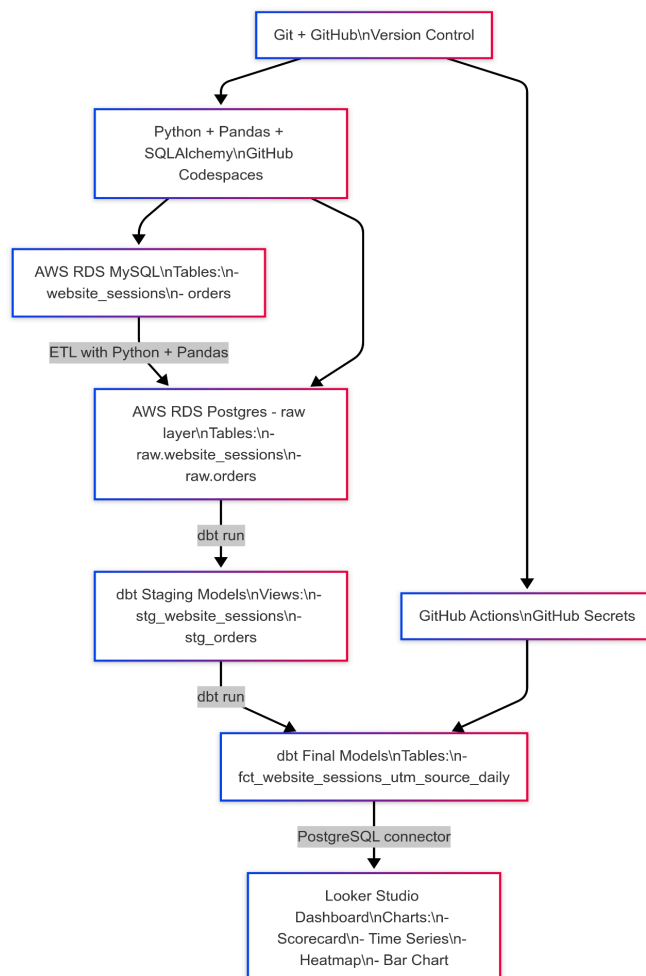 Git + GitHub\nVersion Control
Python + Pandas +
SQLAlchemy\nGitHub
Codespaces
AWS RDS MySQL\nTables:\n-
website_sessions\n- orders
ETL with Python + Pandas
AWS RDS Postgres - raw
layer\nTables:\n-
raw.website_sessions\n-
raw.orders
dbt run
dbt Staging Models\nViews:\n-
stg_website_sessions\n-
stg_orders
GitHub Actions\nGitHub Secrets
dbt run
dbt Final Models\nTables:\n-
fct_website_sessions_utm_source_daily
PostgreSQL connector
Looker Studio
Dashboard\nCharts:\n-
Scorecard\n- Time Series\n-
Heatmap\n- Bar Chart